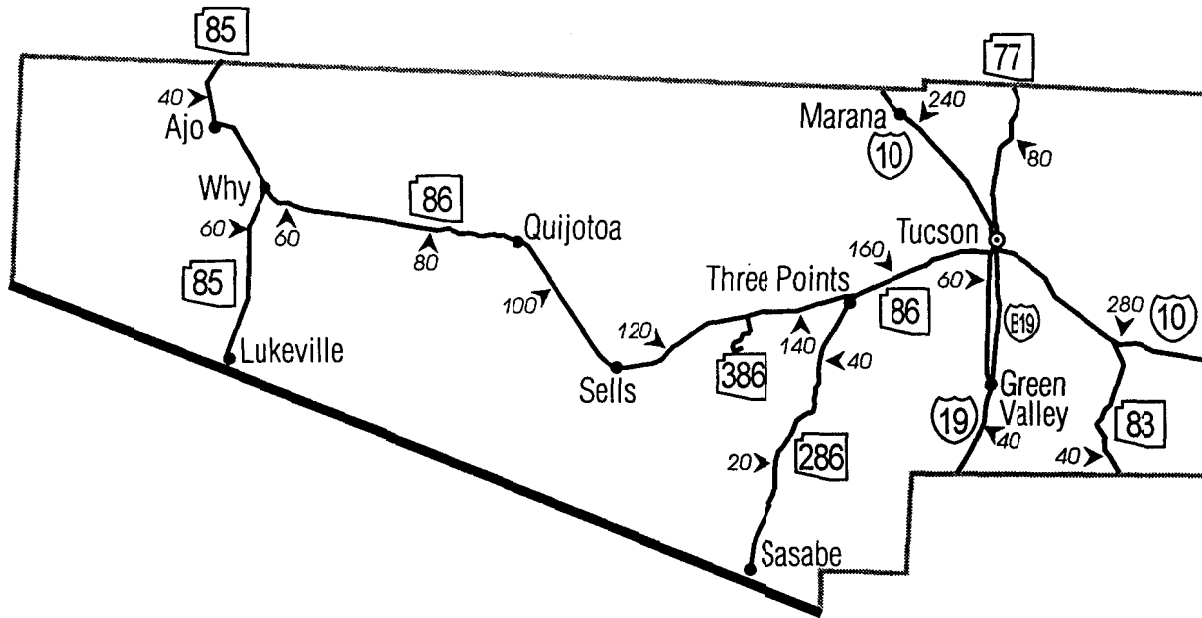 85
77
40
240
Ajo
Marana
10
80
Why
86
Quijotoa
Tucson
60
60
80
160
85
Three Points
60
100
86
E19
280
10
120
140
Lukeville
386
40
Sells
Green
Valley
19
83
40
20
286
40
Sasabe